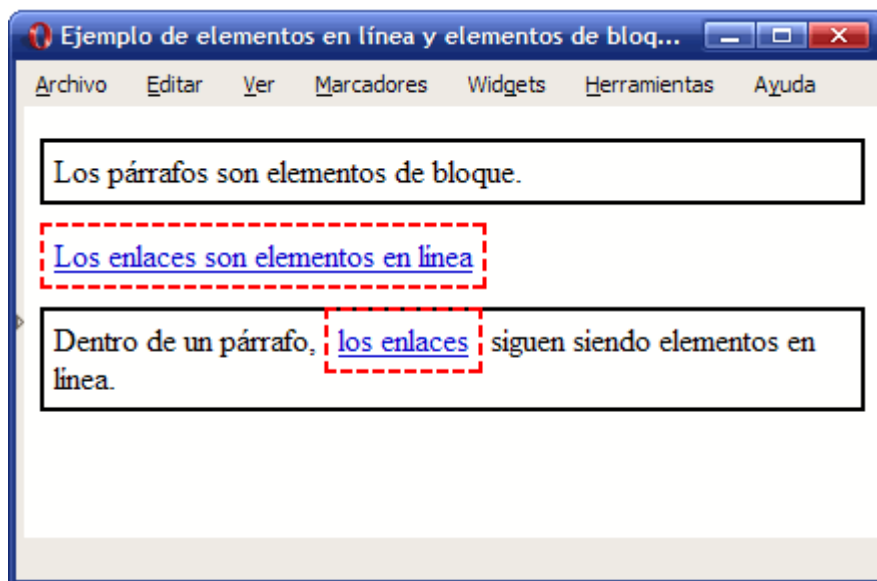 Ejemplo de elementos en línea y elementos de bloq...
Archivo Editar Ver Marcadores Widgets Herramientas Ayuda
Los párrafos son elementos de bloque.
Los enlaces son elementos en línea
Dentro de un párrafo, los enlaces siguen siendo elementos en
línea.